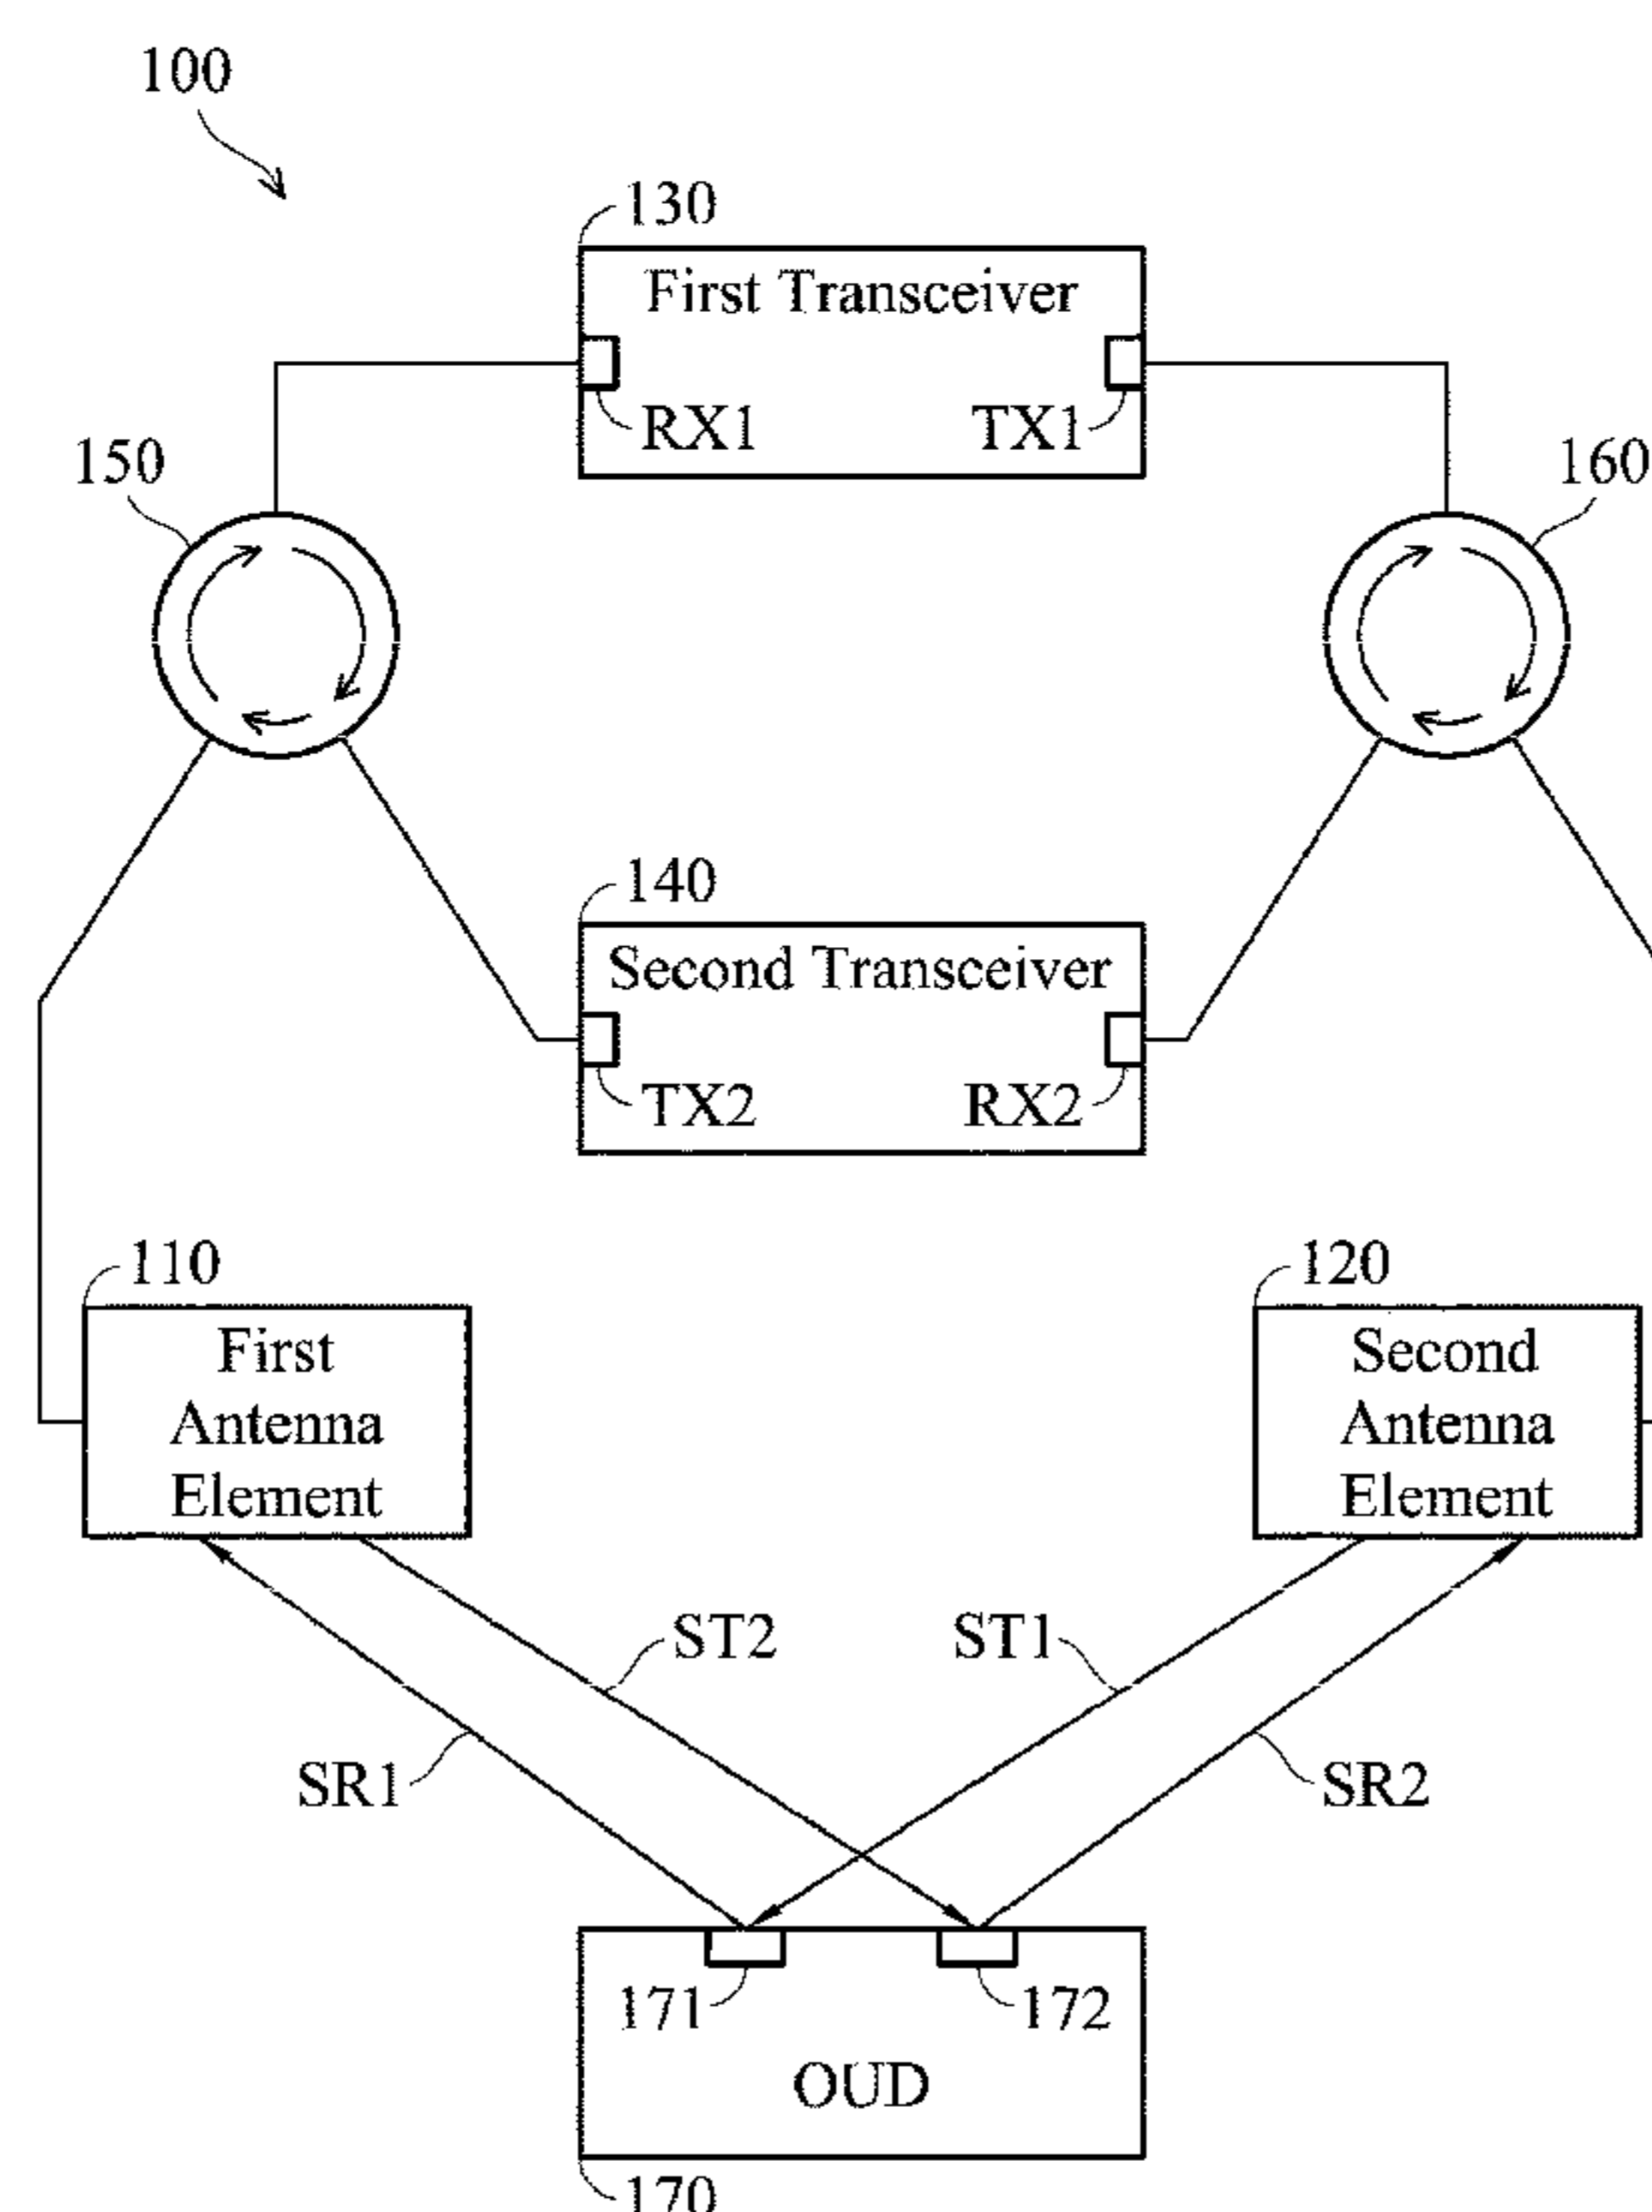 100
130
First Transceiver
RX1 TX1
150
160
140
Second Transceiver
TX2 RX2
110
120
First
Antenna
Element
Second
Antenna
Element
ST2 ST1
SR1 SR2
171 172
OUD
170